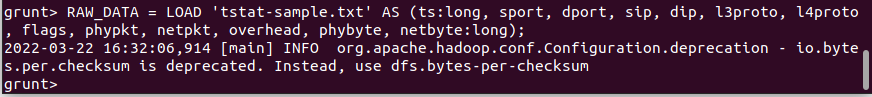 grunt> RAW_DATA = LOAD 'tstat-sample.txt' AS (ts:long, sport, dport, sip, dip, l3proto, l4proto
, flags, phypkt, netpkt, overhead, phybyte, netbyte:long);
2022-03-22 16:32:06,914 [main] INFO  org.apache.hadoop.conf.Configuration.deprecation - io.byte
s.per.checksum is deprecated. Instead, use dfs.bytes-per-checksum
grunt>